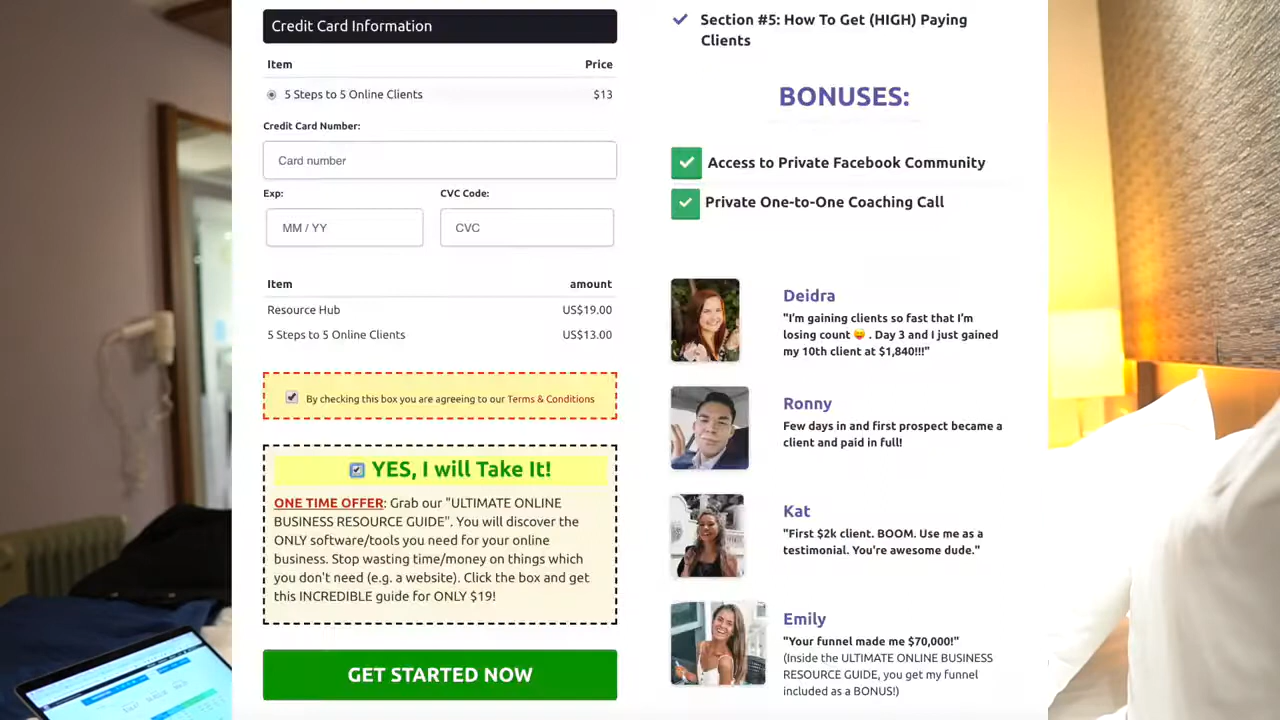 Credit Card Information
Item Price
5 Steps to 5 Online Clients $13
Credit Card Number:
Card number
Exp: CVC Code:
MM / YY CVC
Item amount
Resource Hub US$19.00
5 Steps to 5 Online Clients US$13.00
By checking this box you are agreeing to our Terms & Conditions
YES, I will Take It!
ONE TIME OFFER: Grab our "ULTIMATE ONLINE
BUSINESS RESOURCE GUIDE". You will discover the
ONLY software/tools you need for your online
business. Stop wasting time/money on things which
you don't need (e.g. a website). Click the box and get
this INCREDIBLE guide for ONLY $19!
GET STARTED NOW
Section #5: How To Get (HIGH) Paying
Clients
BONUSES:
Access to Private Facebook Community
Private One-to-One Coaching Call
Deidra
"I'm gaining clients so fast that I'm
losing count 😝 . Day 3 and I just gained
my 10th client at $1,840!!!"
Ronny
Few days in and first prospect became a
client and paid in full!
Kat
"First $2k client. BOOM. Use me as a
testimonial. You're awesome dude."
Emily
"Your funnel made me $70,000!"
(Inside the ULTIMATE ONLINE BUSINESS
RESOURCE GUIDE, you get my funnel
included as a BONUS!)